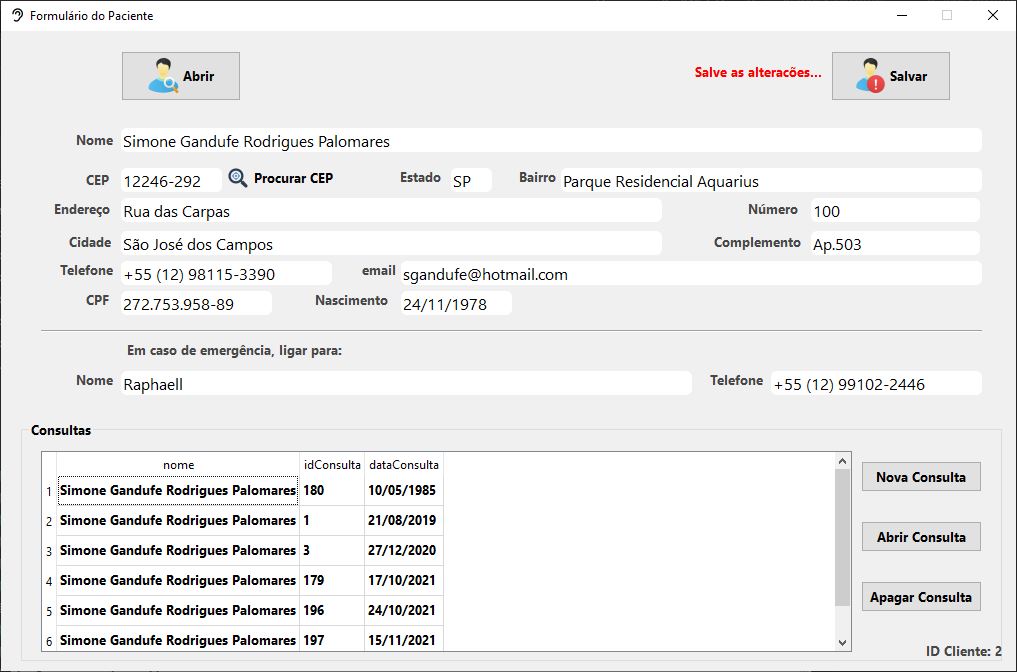 Formulário do Paciente
Abrir
Salve as alteracões...
Salvar
Nome Simone Gandufe Rodrigues Palomares
CEP 12246-292 Procurar CEP Estado SP Bairro Parque Residencial Aquarius
Endereço Rua das Carpas Número 100
Cidade São José dos Campos Complemento Ap.503
Telefone +55 (12) 98115-3390 email sgandufe@hotmail.com
CPF 272.753.958-89 Nascimento 24/11/1978
Em caso de emergência, ligar para:
Nome Raphaell Telefone +55 (12) 99102-2446
Consultas
nome idConsulta dataConsulta
1 Simone Gandufe Rodrigues Palomares 180 10/05/1985
2 Simone Gandufe Rodrigues Palomares 1 21/08/2019
3 Simone Gandufe Rodrigues Palomares 3 27/12/2020
4 Simone Gandufe Rodrigues Palomares 179 17/10/2021
5 Simone Gandufe Rodrigues Palomares 196 24/10/2021
6 Simone Gandufe Rodrigues Palomares 197 15/11/2021
Nova Consulta
Abrir Consulta
Apagar Consulta
ID Cliente: 2